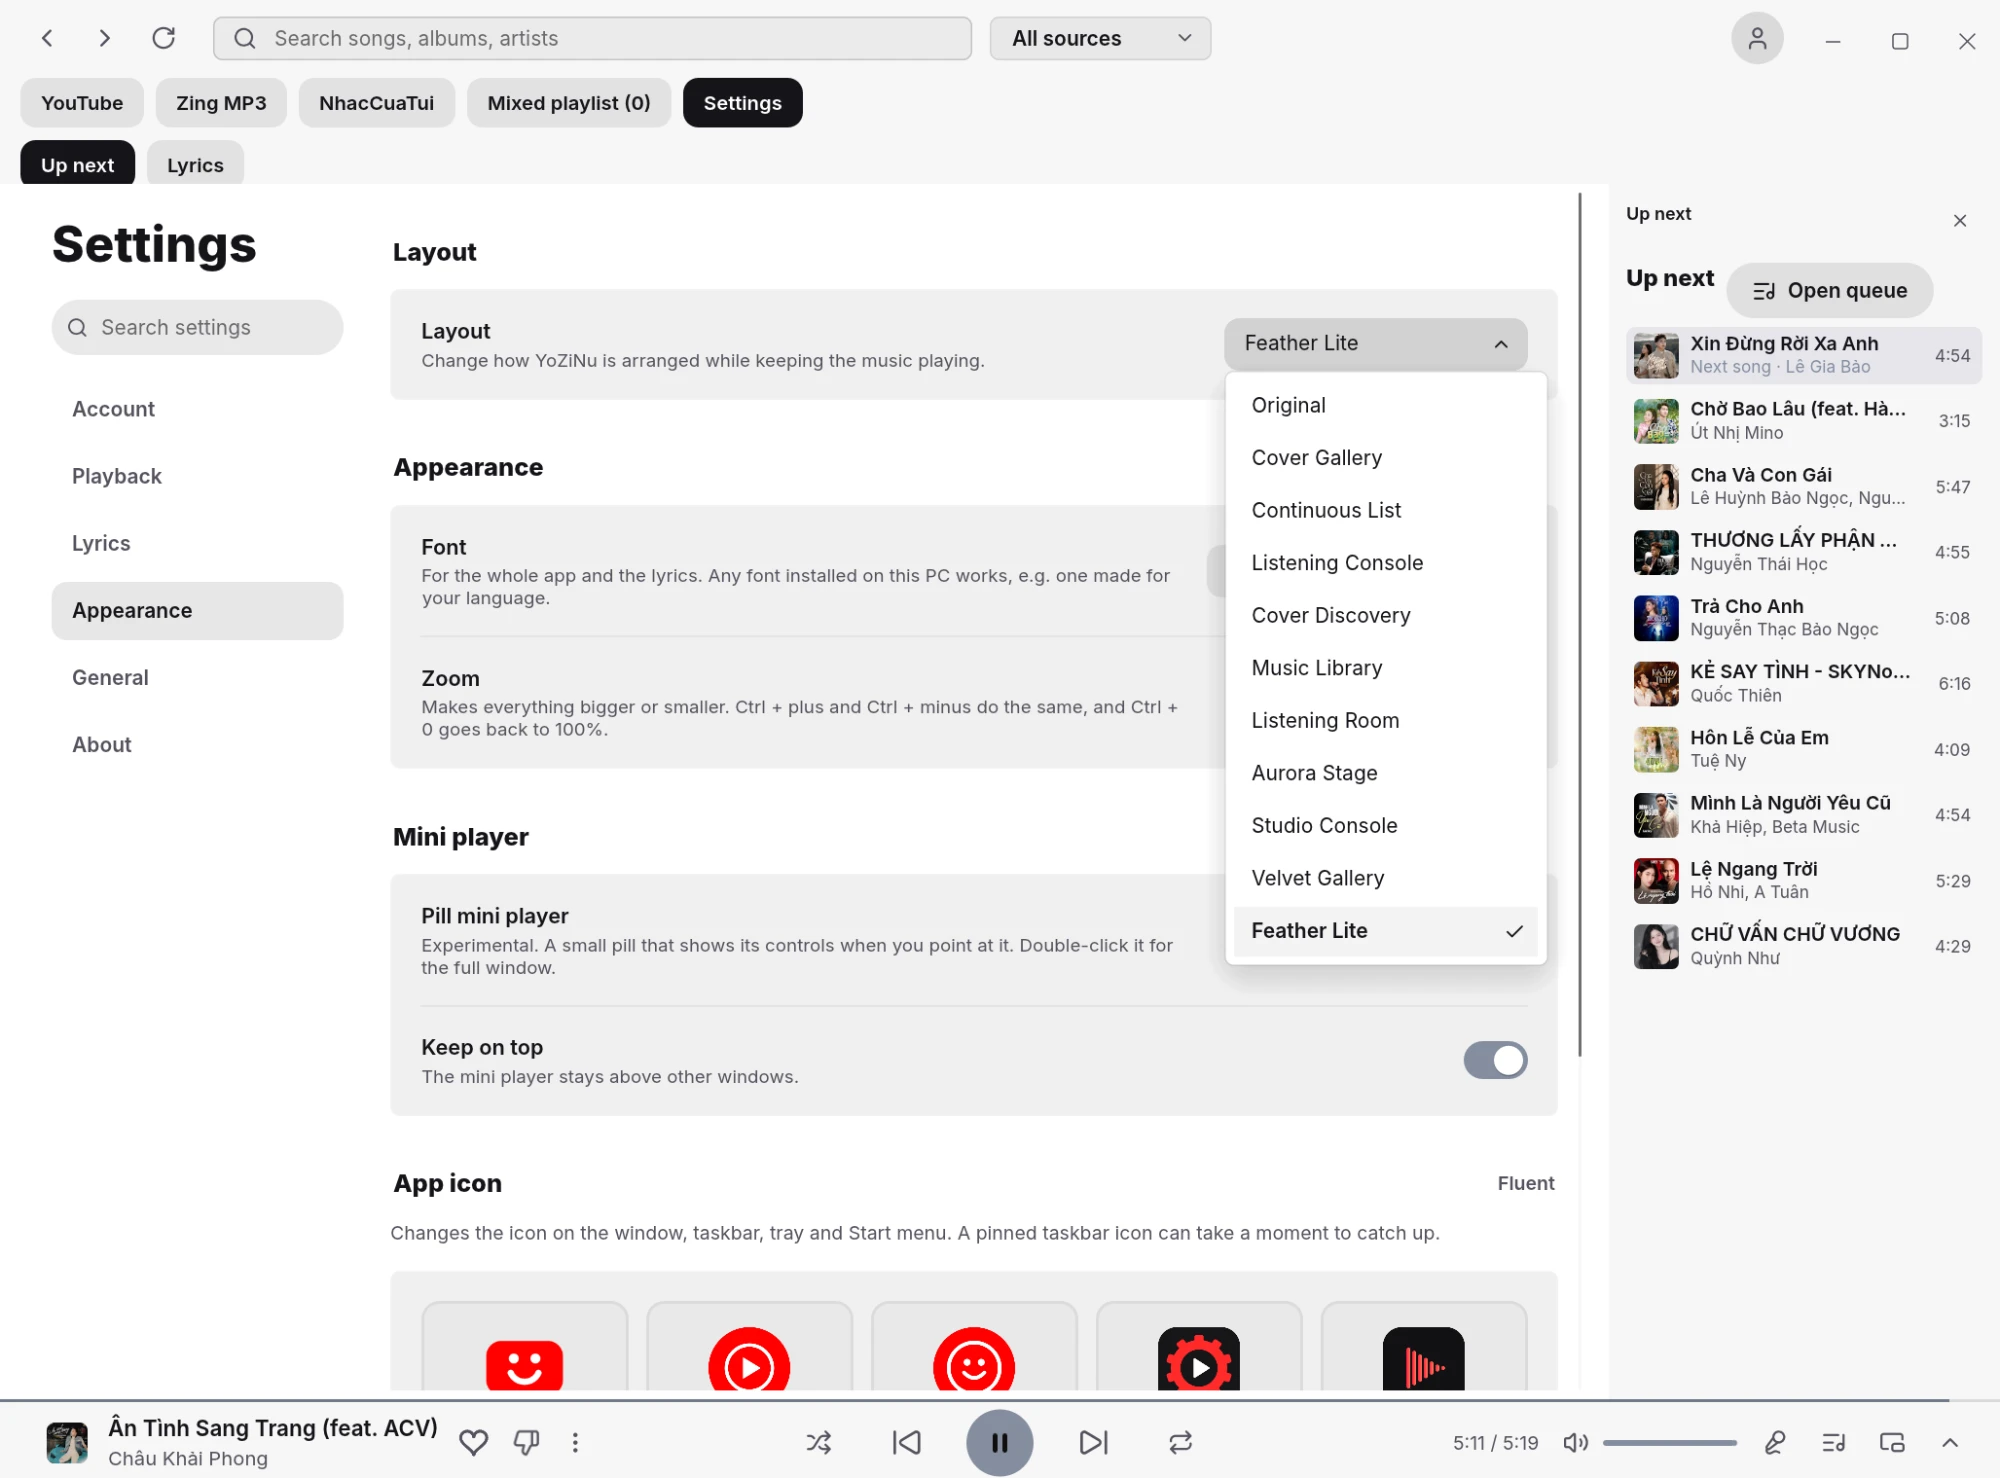 Search songs, albums, artists
All sources
YouTube
Zing MP3
NhacCuaTui
Mixed playlist (0)
Settings
Up next
Lyrics
Settings
Search settings
Account
Playback
Lyrics
Appearance
General
About
Layout
Layout
Change how YoZiNu is arranged while keeping the music playing.
Feather Lite
Original
Cover Gallery
Continuous List
Listening Console
Cover Discovery
Music Library
Listening Room
Aurora Stage
Studio Console
Velvet Gallery
Feather Lite
Appearance
Font
For the whole app and the lyrics. Any font installed on this PC works, e.g. one made for
your language.
Zoom
Makes everything bigger or smaller. Ctrl + plus and Ctrl + minus do the same, and Ctrl +
0 goes back to 100%.
Mini player
Pill mini player
Experimental. A small pill that shows its controls when you point at it. Double-click it for
the full window.
Keep on top
The mini player stays above other windows.
App icon
Fluent
Changes the icon on the window, taskbar, tray and Start menu. A pinned taskbar icon can take a moment to catch up.
Up next
Up next
Open queue
Xin Đừng Rời Xa Anh
Next song · Lê Gia Bảo
4:54
Chờ Bao Lâu (feat. Hà...
Út Nhị Mino
3:15
Cha Và Con Gái
Lê Huỳnh Bảo Ngọc, Ngu...
5:47
THƯƠNG LẤY PHẬN ...
Nguyễn Thái Học
4:55
Trả Cho Anh
Nguyễn Thạc Bảo Ngọc
5:08
KẺ SAY TÌNH - SKYNo...
Quốc Thiên
6:16
Hôn Lễ Của Em
Tuệ Ny
4:09
Mình Là Người Yêu Cũ
Khả Hiệp, Beta Music
4:54
Lệ Ngang Trời
Hồ Nhi, A Tuân
5:29
CHỮ VẤN CHỮ VƯƠNG
Quỳnh Như
4:29
Ân Tình Sang Trang (feat. ACV)
Châu Khải Phong
5:11 / 5:19